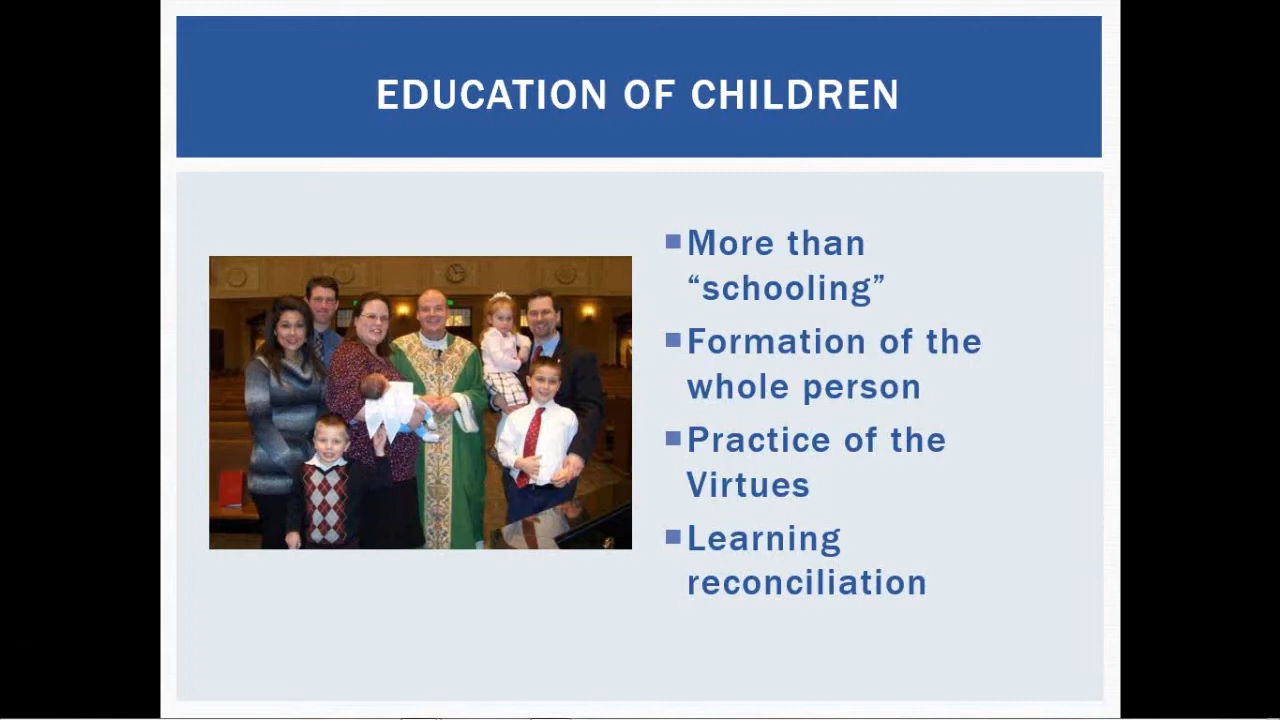 EDUCATION OF CHILDREN
More than
“schooling”
Formation of the
whole person
Practice of the
Virtues
Learning
reconciliation